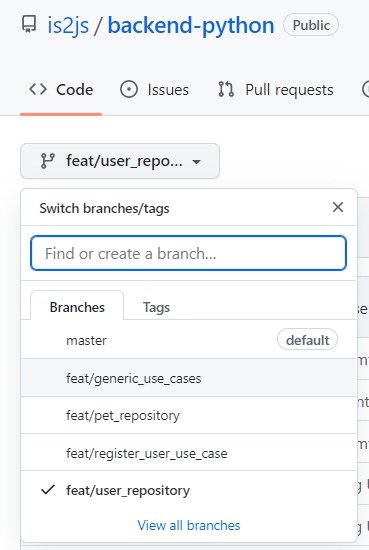 is2js / backend-python Public
Code Issues Pull requests
feat/user_repo...
Switch branches/tags
Find or create a branch...
Branches Tags
master default
feat/generic_use_cases
feat/pet_repository
feat/register_user_use_case
feat/user_repository
View all branches